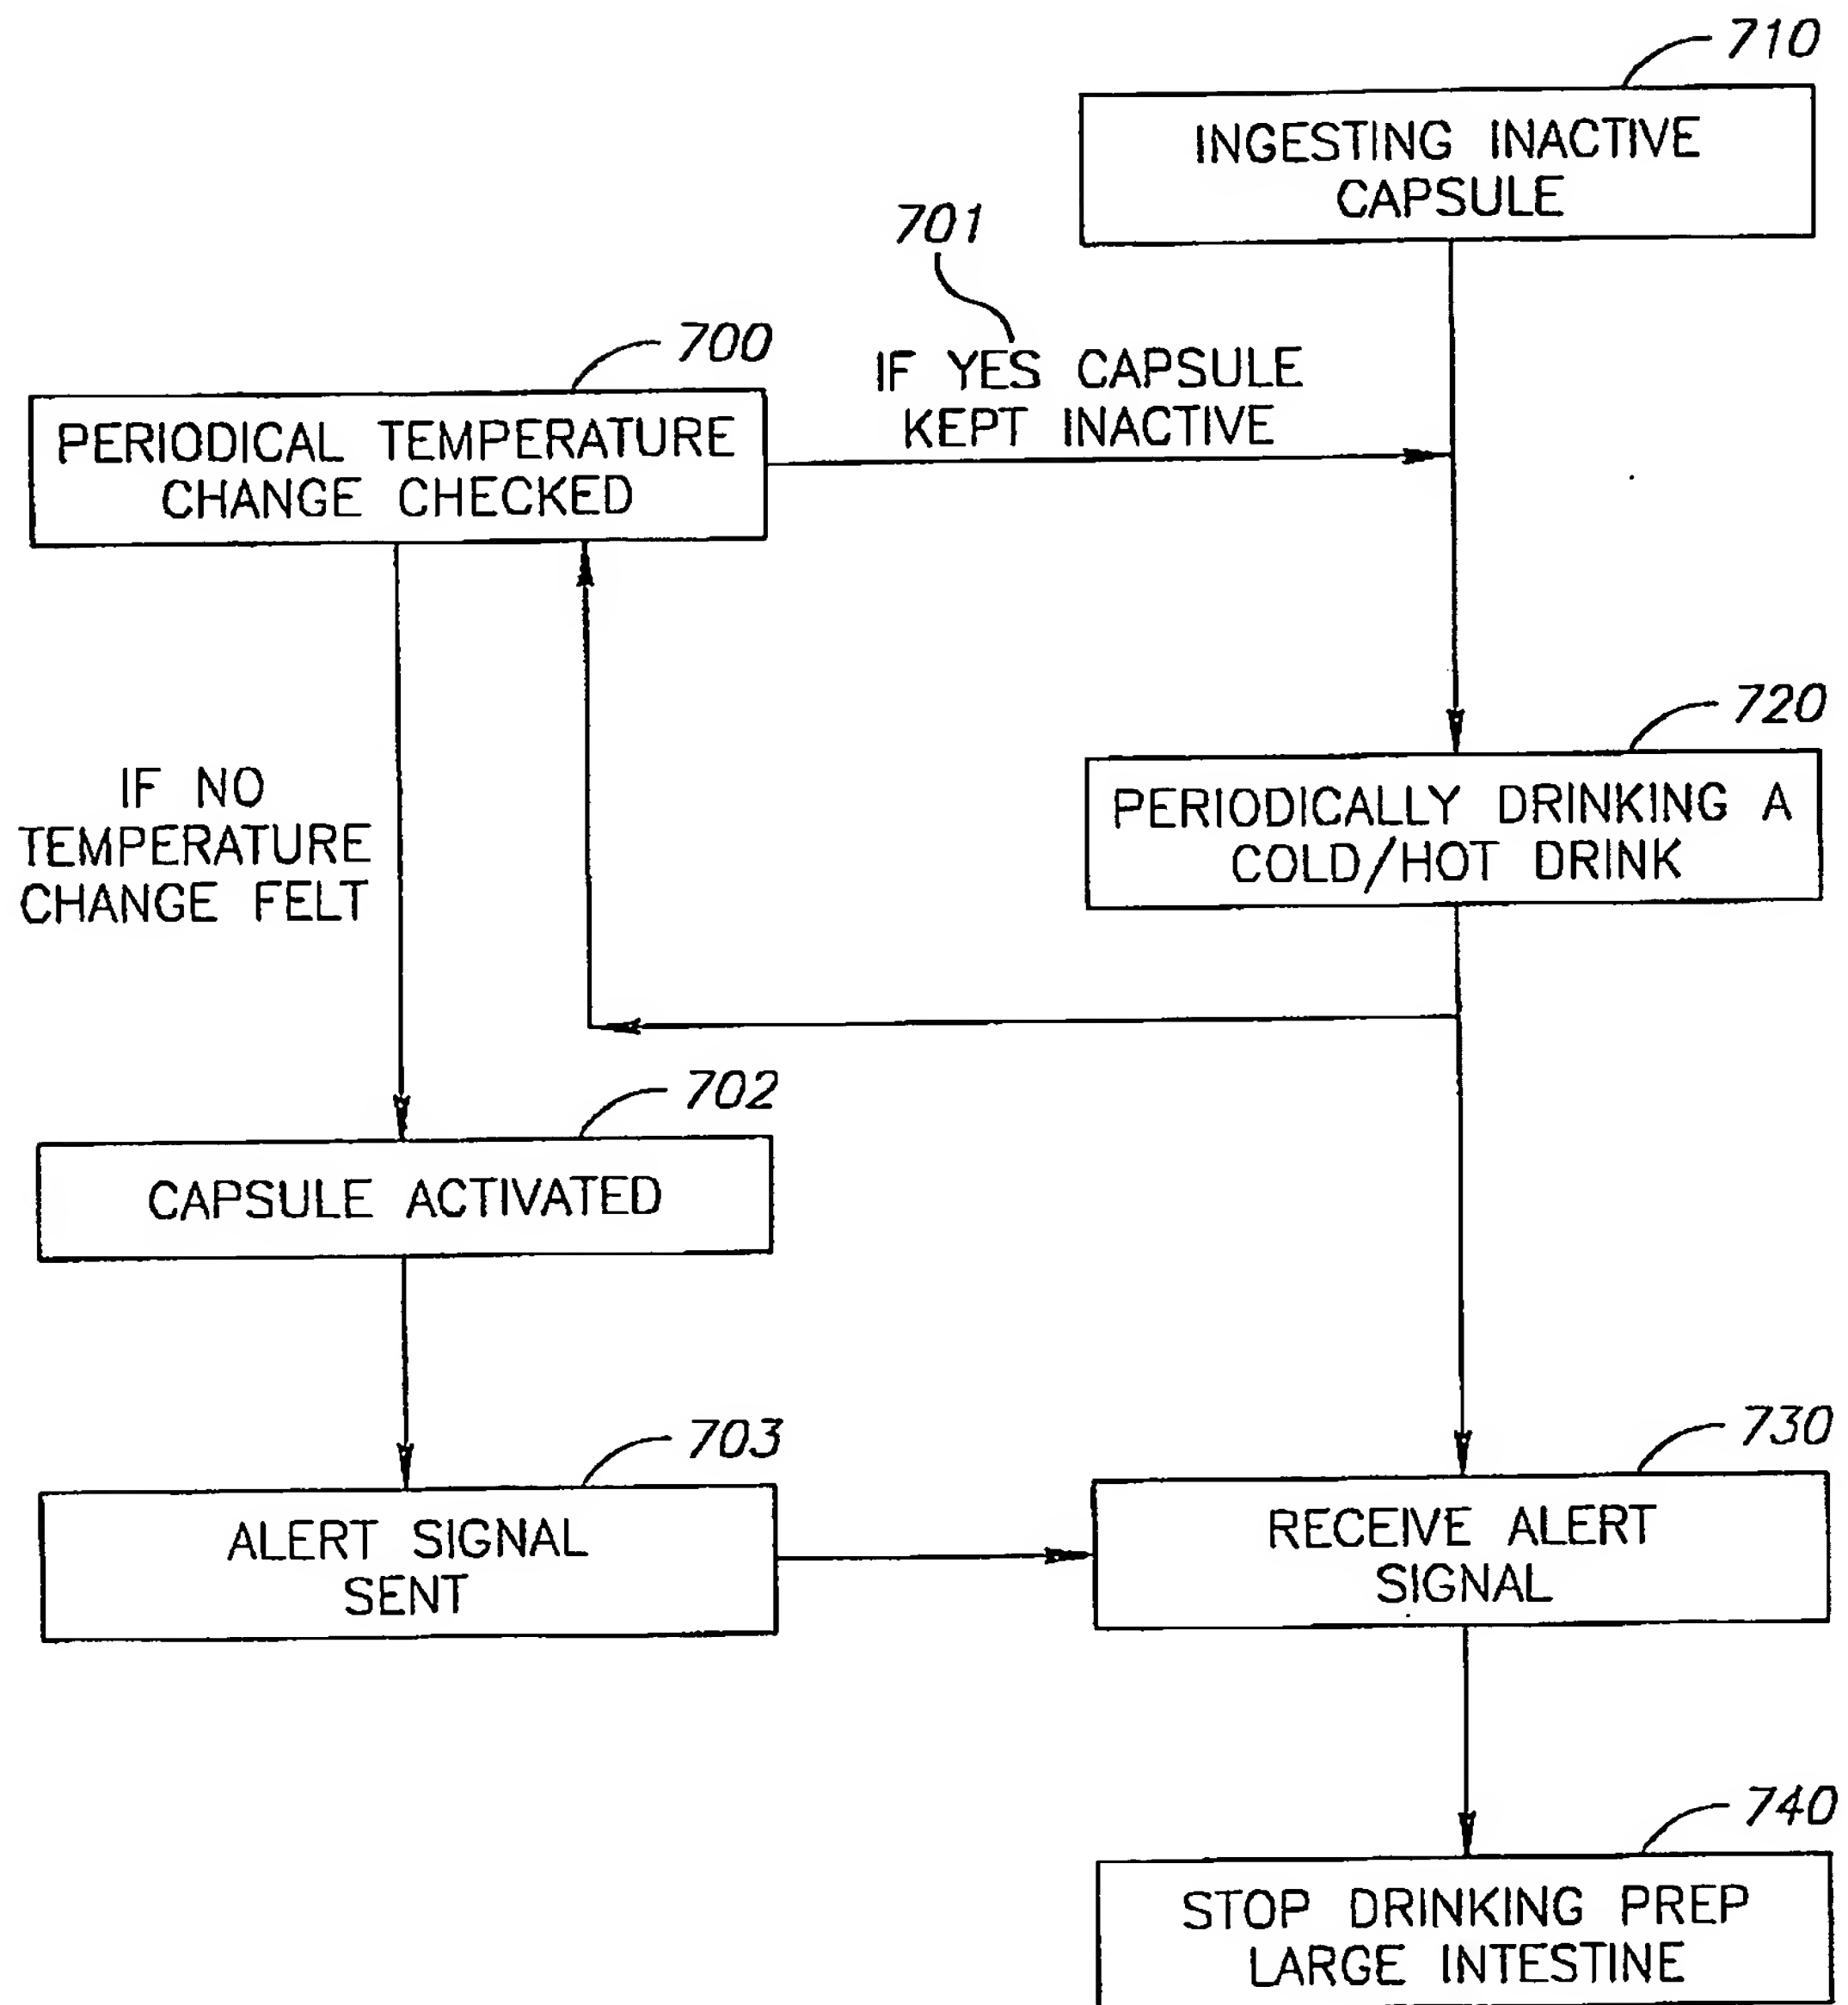 710
INGESTING INACTIVE
CAPSULE
701
IF YES CAPSULE
KEPT INACTIVE
700
PERIODICAL TEMPERATURE
CHANGE CHECKED
720
PERIODICALLY DRINKING A
COLD/HOT DRINK
IF NO
TEMPERATURE
CHANGE FELT
702
CAPSULE ACTIVATED
703
ALERT SIGNAL
SENT
730
RECEIVE ALERT
SIGNAL
740
STOP DRINKING PREP
LARGE INTESTINE